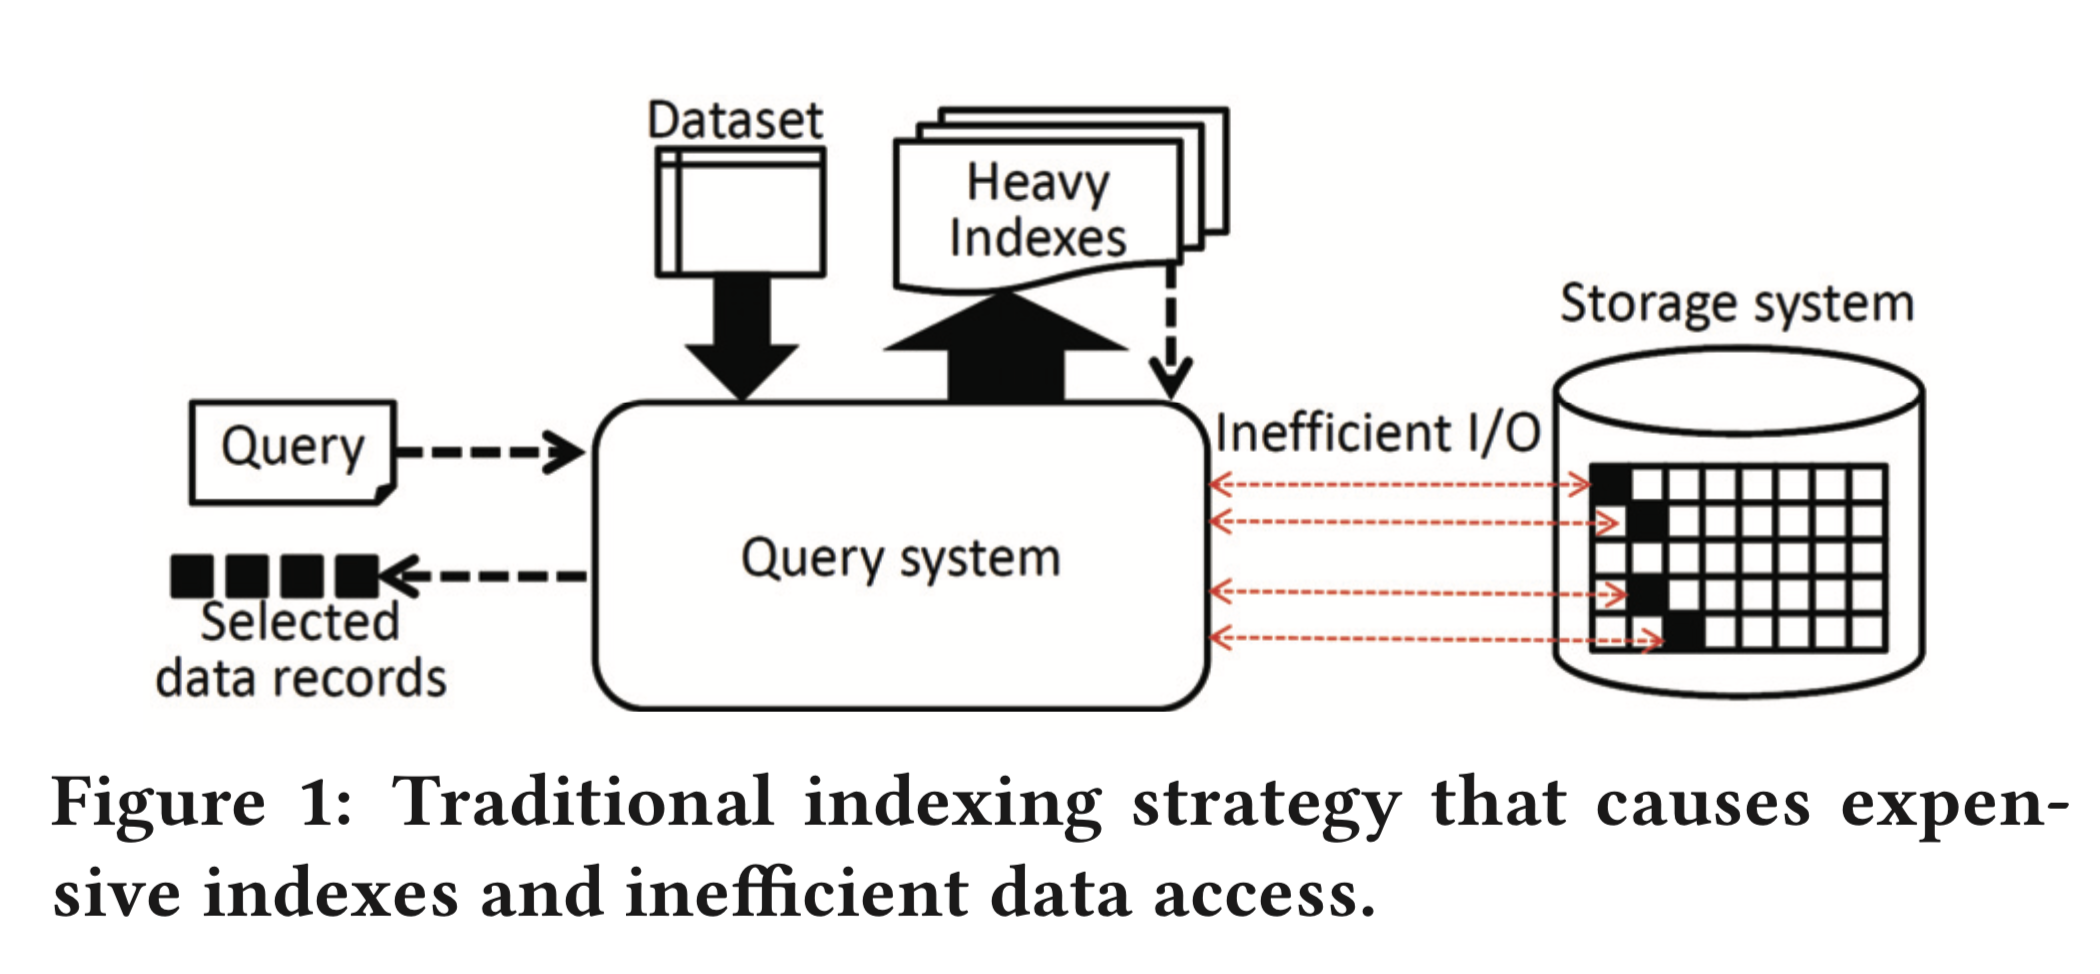 Dataset
Heavy
Indexes
Storage system
Query
Inefficient I/O
Query system
Selected
data records
Figure 1: Traditional indexing strategy that causes expen-
sive indexes and inefficient data access.